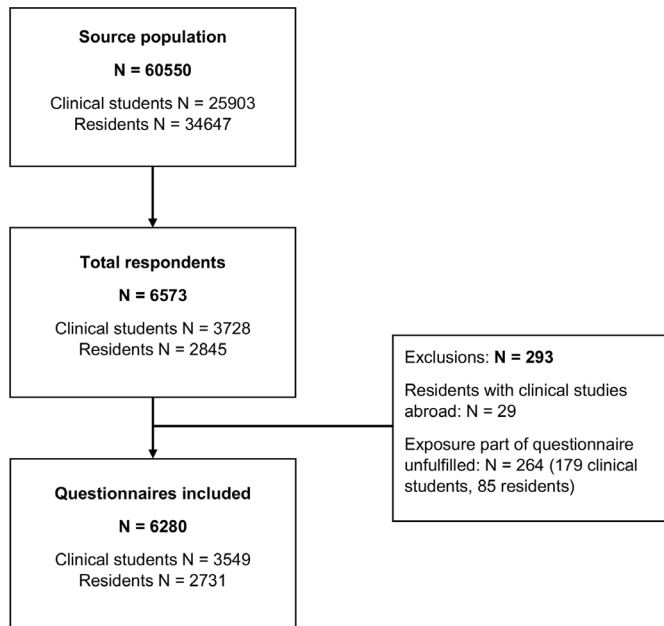 Source population
N = 60550
Clinical students N = 25903
Residents N = 34647
Total respondents
N = 6573
Clinical students N = 3728
Residents N = 2845
Exclusions: N = 293
Residents with clinical studies
abroad: N = 29
Exposure part of questionnaire
unfulfilled: N = 264 (179 clinical
students, 85 residents)
Questionnaires included
N = 6280
Clinical students N = 3549
Residents N = 2731